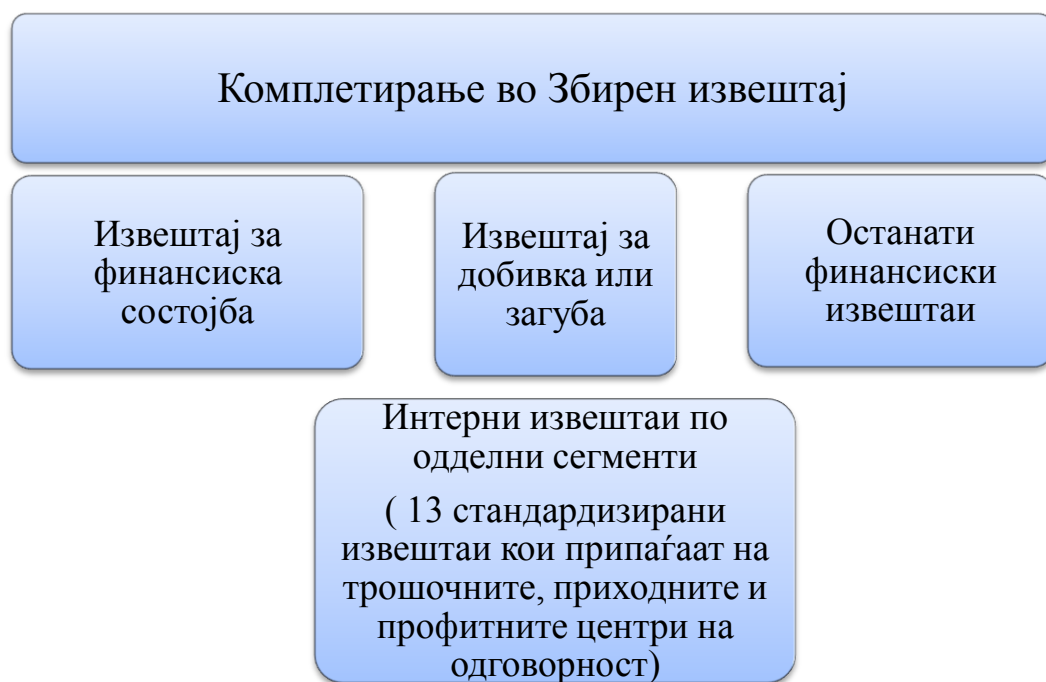 Комплетирање во Збирен извештај
Извештај за
финансиска
состојба
Извештај за
добивка или
загуба
Останати
финансиски
извештаи
Интерни извештаи по
одделни сегменти
( 13 стандардизирани
извештаи кои припаѓаат на
трошочните, приходните и
профитните центри на
одговорност)